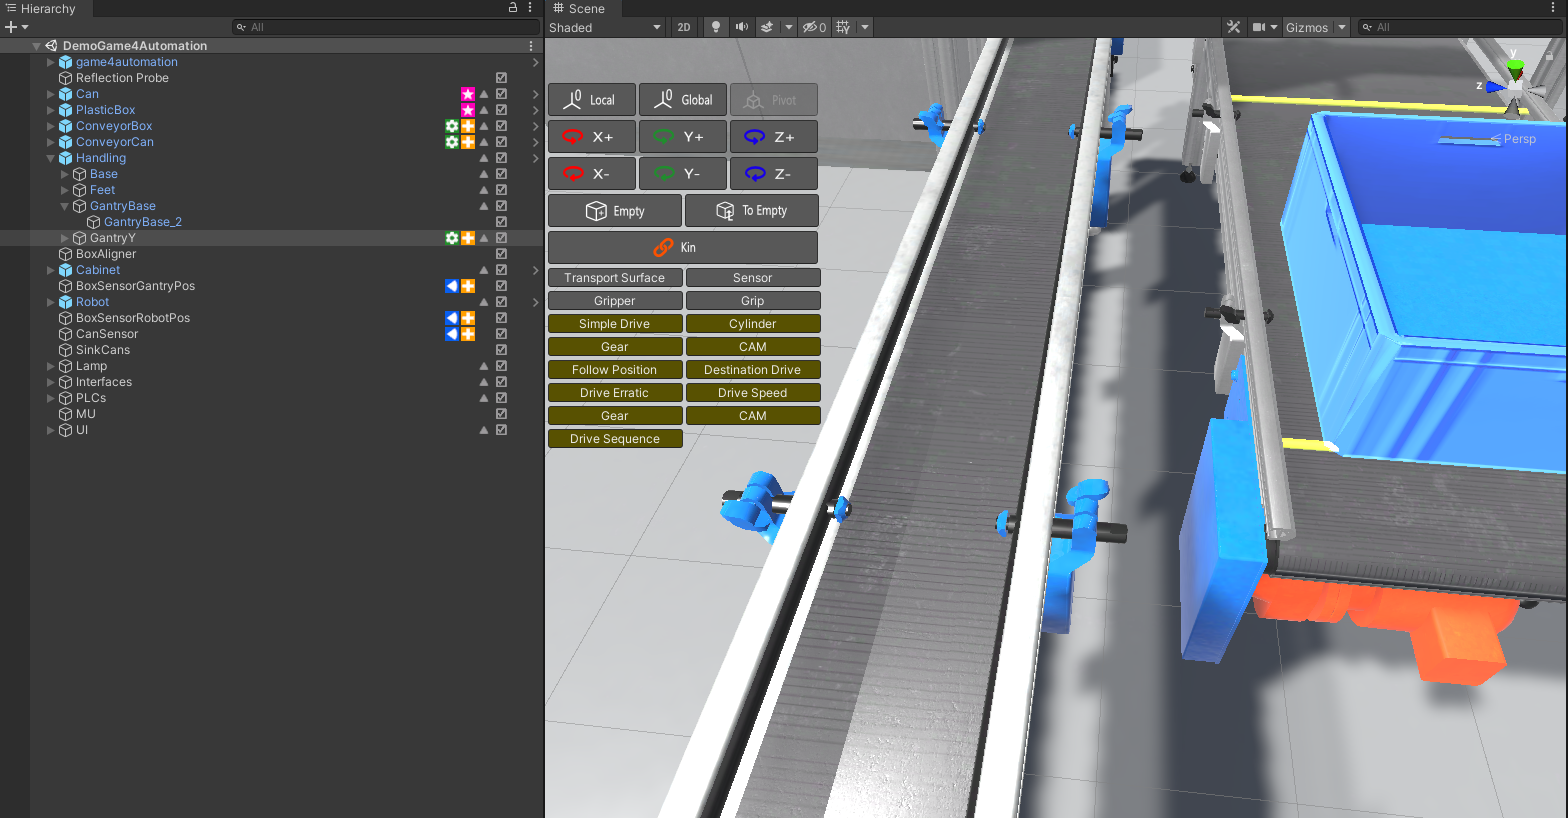 Hierarchy
All
DemoGame4Automation
game4automation
Reflection Probe
Can
PlasticBox
ConveyorBox
ConveyorCan
Handling
Base
Feet
GantryBase
GantryBase_2
GantryY
BoxAligner
Cabinet
BoxSensorGantryPos
Robot
BoxSensorRobotPos
CanSensor
SinkCans
Lamp
Interfaces
PLCs
MU
UI
Scene
Shaded 2D 0 Gizmos All
Local Global Pivot
X+ Y+ Z+
X- Y- Z-
Empty To Empty
Kin
Transport Surface Sensor
Gripper Grip
Simple Drive Cylinder
Gear CAM
Follow Position Destination Drive
Drive Erratic Drive Speed
Gear CAM
Drive Sequence
y
z
Persp